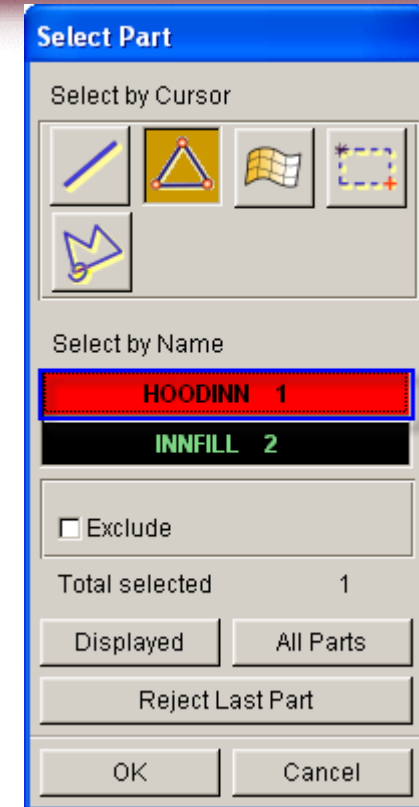 Select Part
Select by Cursor
Select by Name
HOODINN 1
INNFILL 2
Exclude
Total selected 1
Displayed All Parts
Reject Last Part
OK Cancel